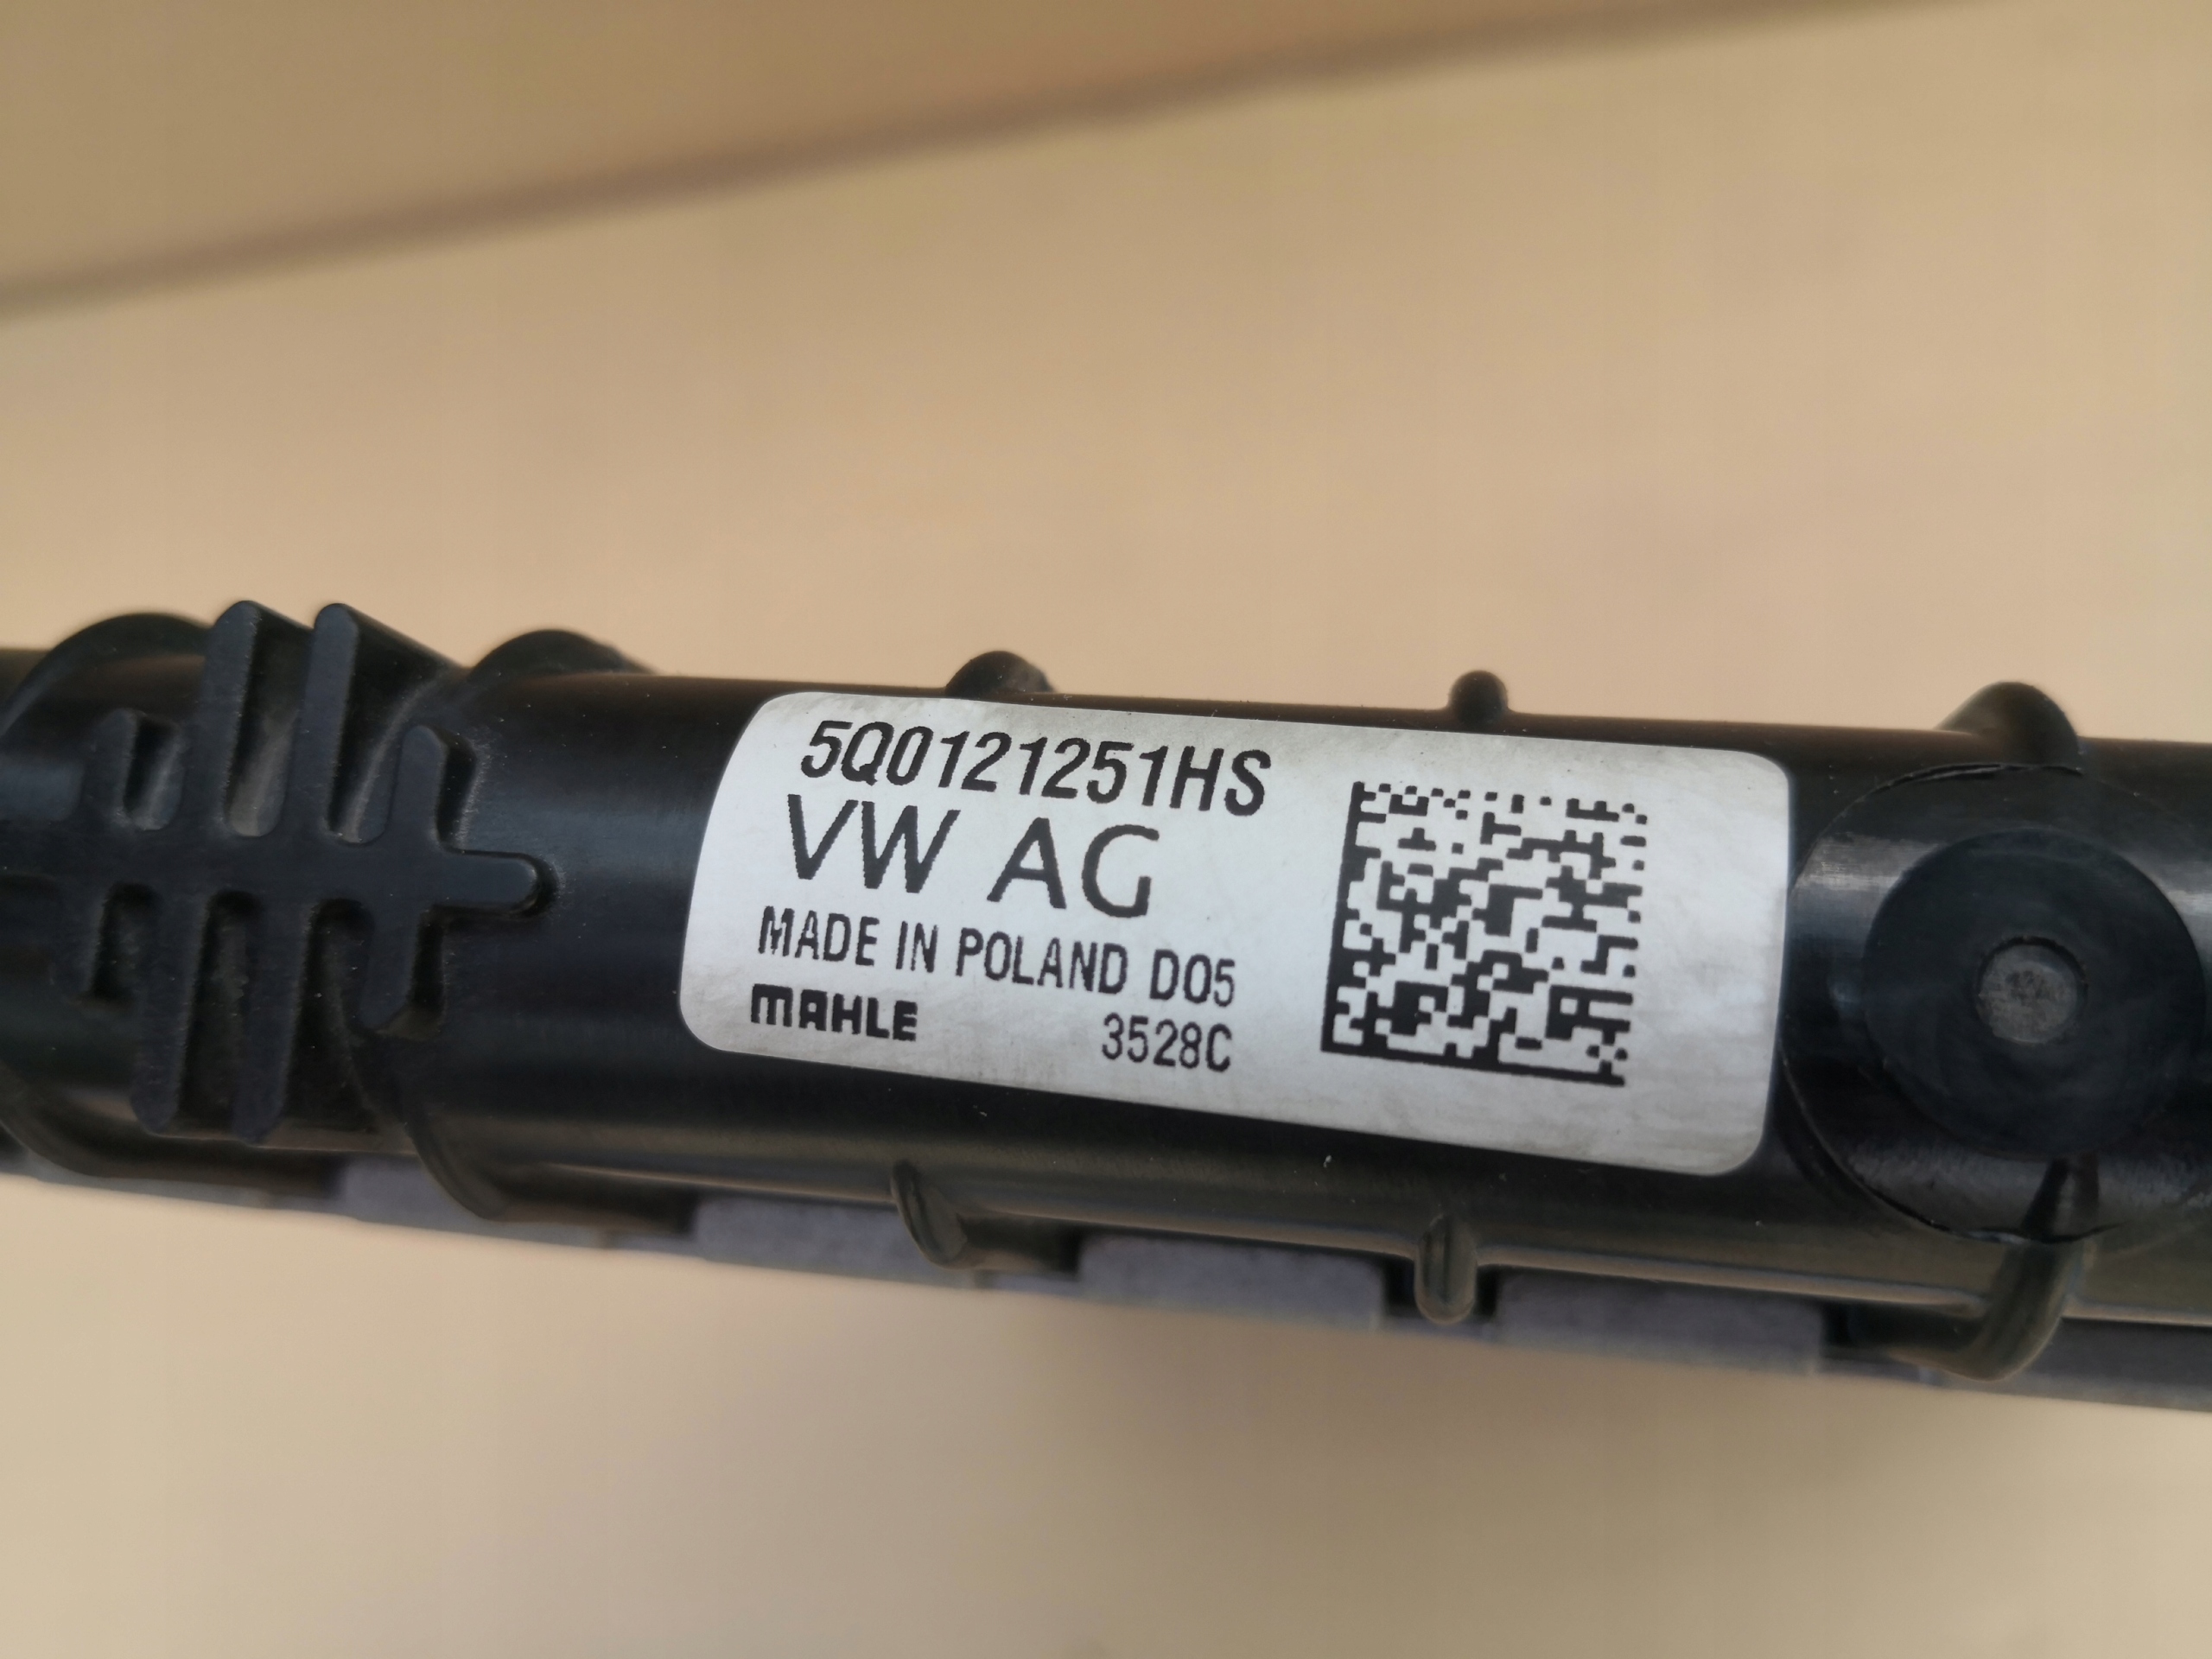 5Q0121251HS
VW AG
MADE IN POLAND D05
MAHLE 3528C